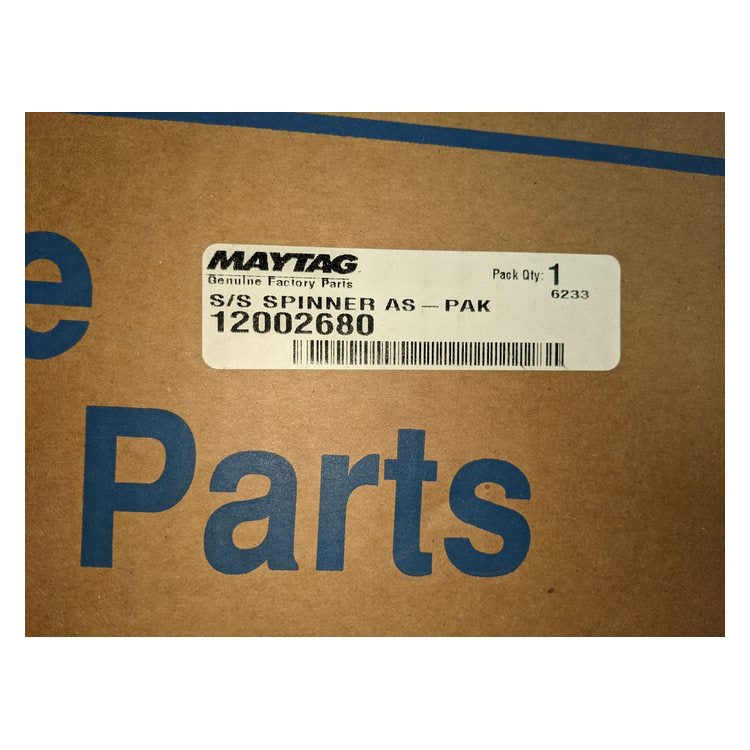 e
MAYTAG
Genuine Factory Parts
Pack Qty: 1
6233
S/S SPINNER AS – PAK
12002680
Parts